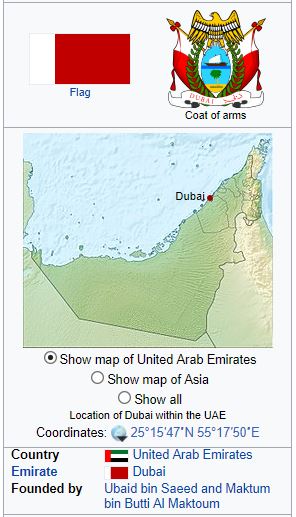 Flag
DUBAI
Coat of arms
Dubai
Show map of United Arab Emirates
Show map of Asia
Show all
Location of Dubai within the UAE
Coordinates: 25°15′47″N 55°17′50″E
Country United Arab Emirates
Emirate Dubai
Founded by Ubaid bin Saeed and Maktum
bin Butti Al Maktoum